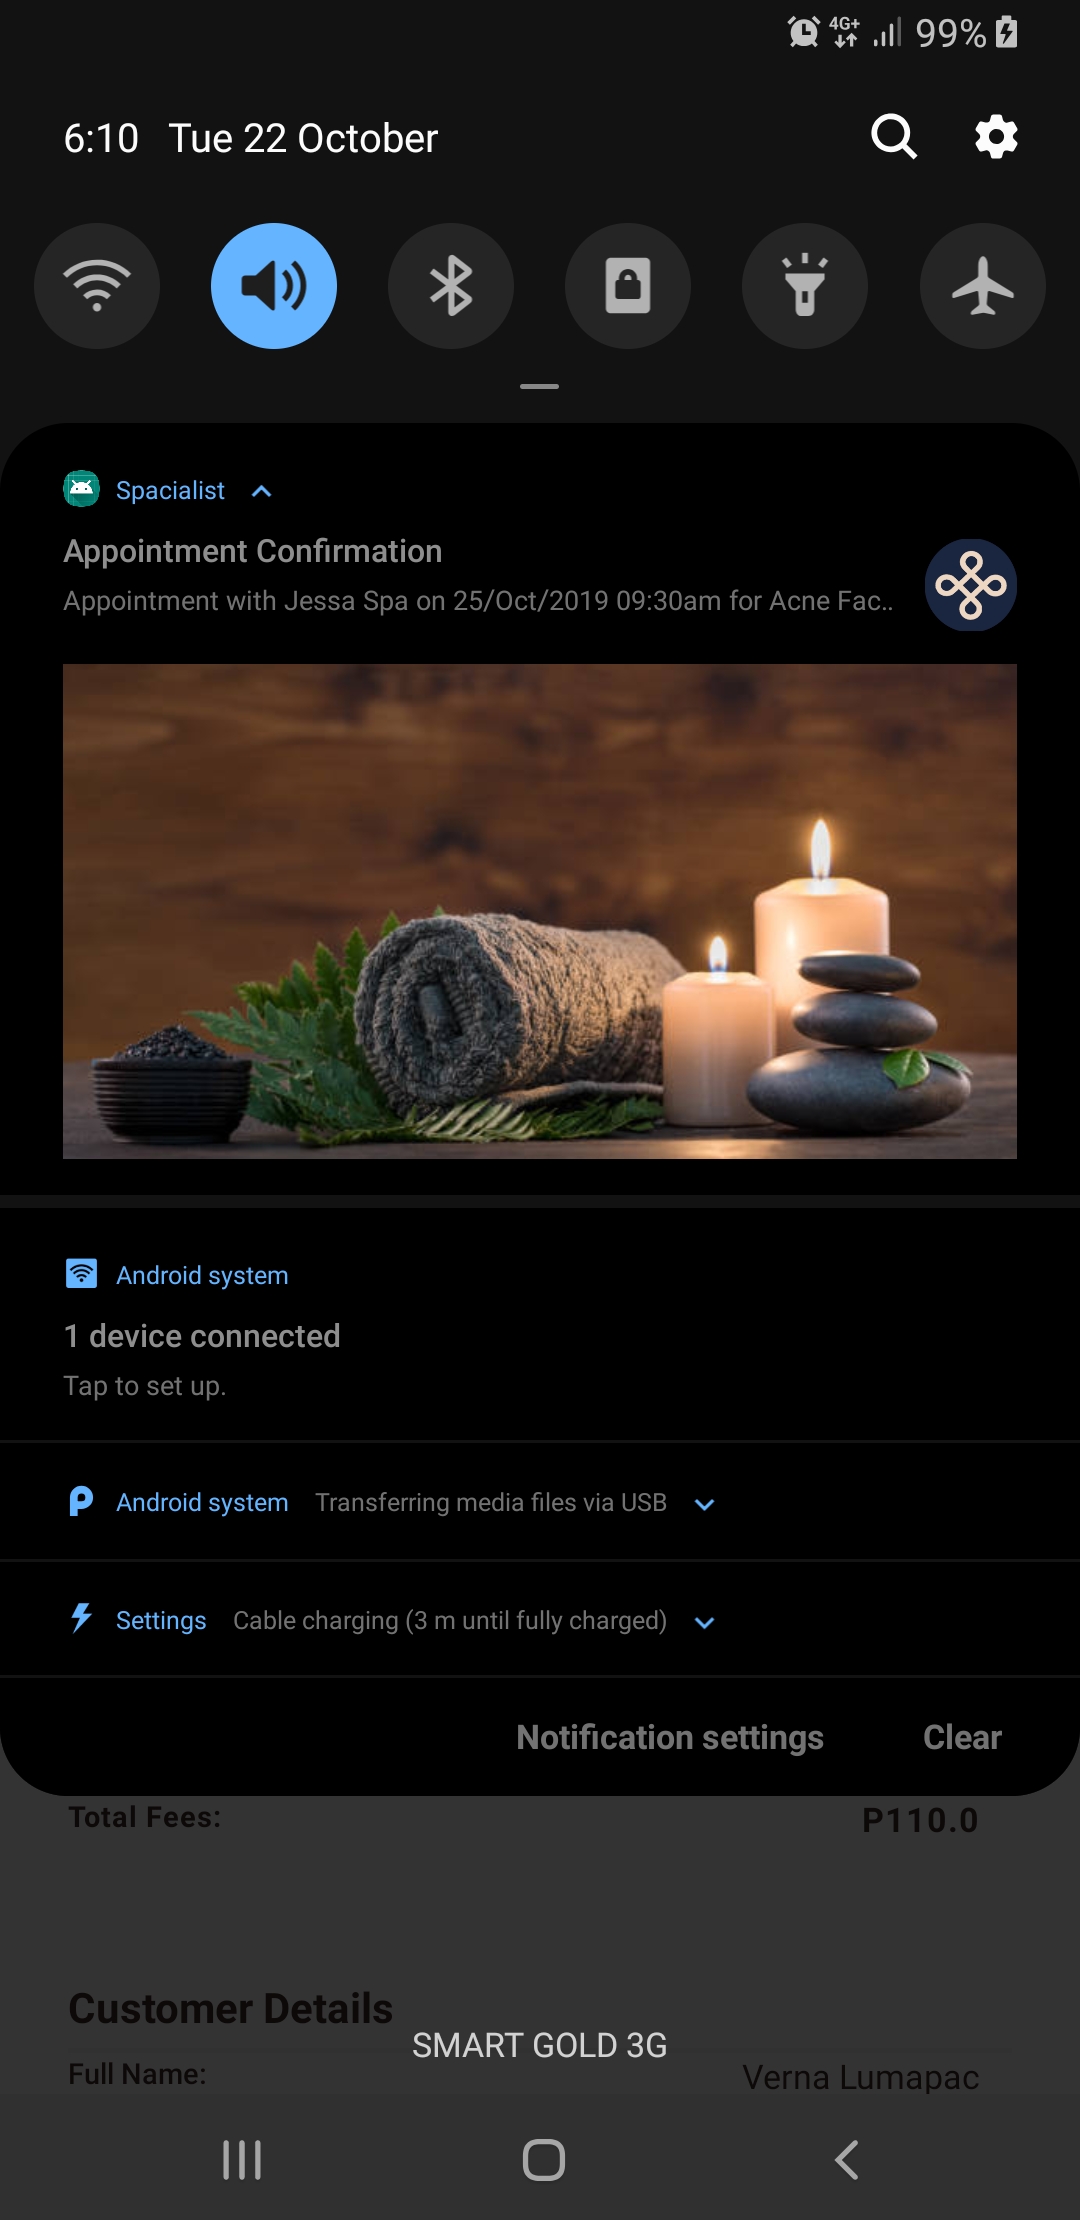 4G+ 99%
6:10 Tue 22 October
Spacialist
Appointment Confirmation
Appointment with Jessa Spa on 25/Oct/2019 09:30am for Acne Fac..
Android system
1 device connected
Tap to set up.
Android system Transferring media files via USB
Settings Cable charging (3 m until fully charged)
Notification settings Clear
Total Fees: P110.0
Customer Details
SMART GOLD 3G
Full Name: Verna Lumapac